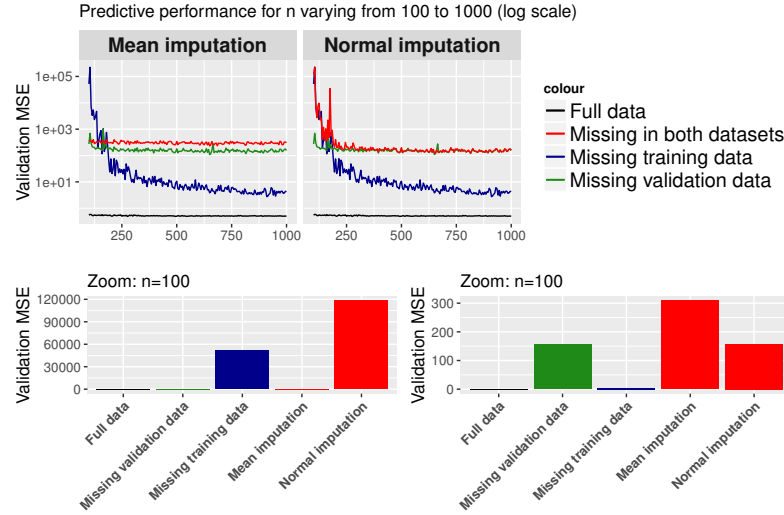 Predictive performance for n varying from 100 to 1000 (log scale)
Mean imputation
Normal imputation
Validation MSE
1e+05
1e+03
1e+01
250
500
750
1000
250
500
750
1000
colour
Full data
Missing in both datasets
Missing training data
Missing validation data
Zoom: n=100
Validation MSE
120000
90000
60000
30000
0
Full data
Missing validation data
Missing training data
Mean imputation
Normal imputation
Zoom: n=100
Validation MSE
300
200
100
0
Full data
Missing validation data
Missing training data
Mean imputation
Normal imputation